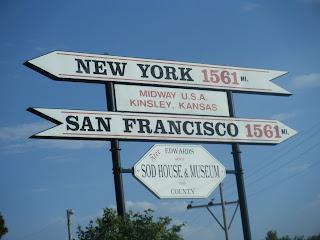 NEW YORK 1561 MI.
MIDWAY U.S.A.
KINSLEY, KANSAS
SAN FRANCISCO 1561 MI.
EDWARDS
SOD HOUSE & MUSEUM
COUNTY